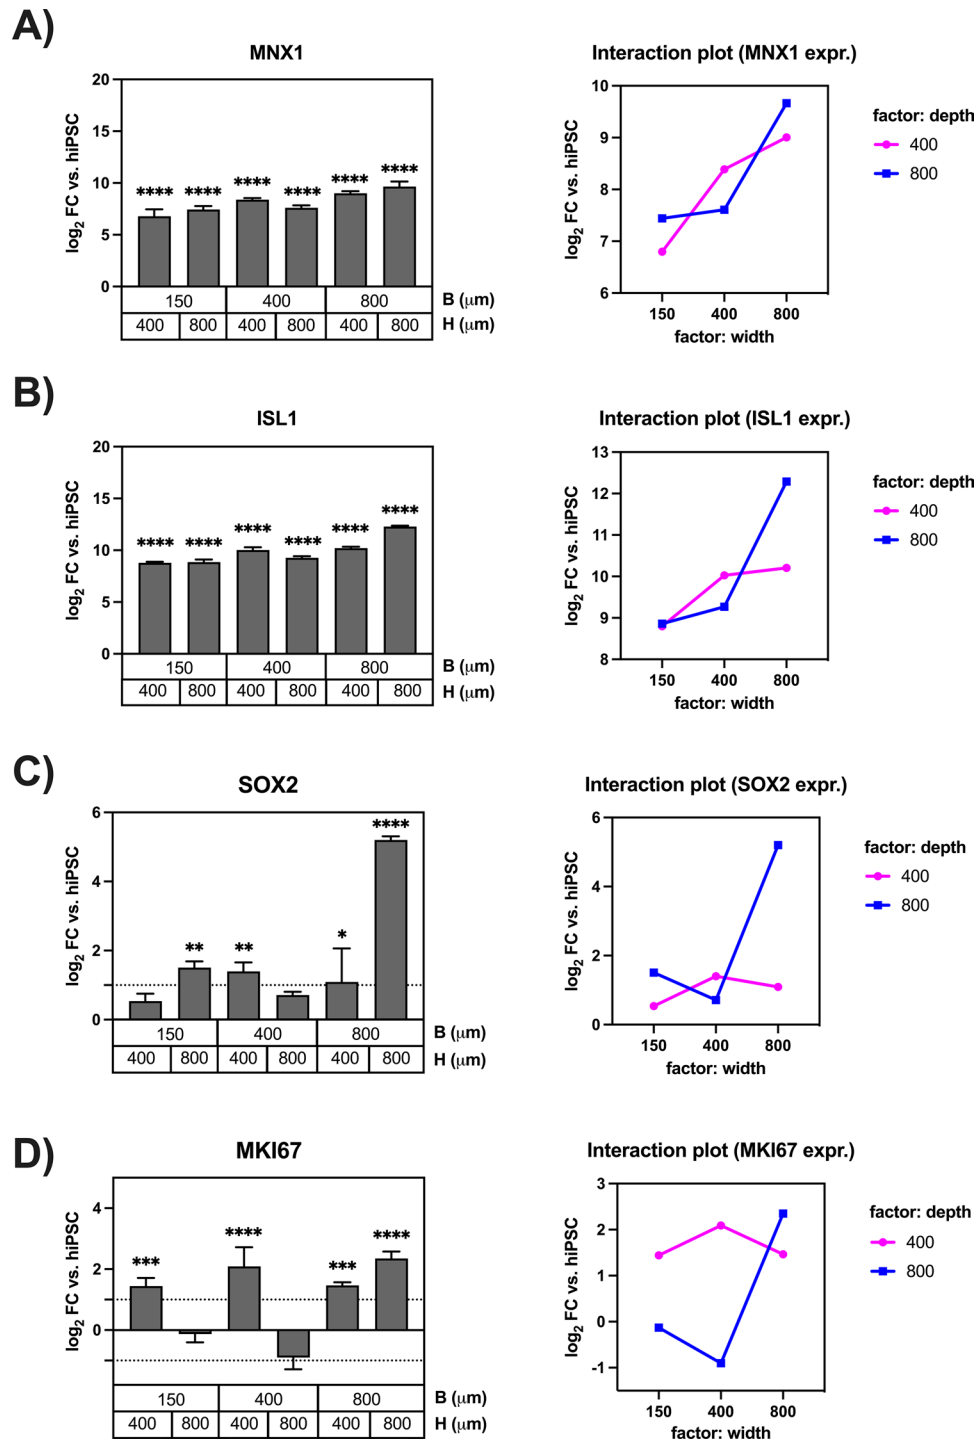 A)
MNX1
log2 FC vs. hiPSC
20
15
10
5
0
**** **** **** **** **** ****
150 400 800 B (μm)
400 800 400 800 400 800 H (μm)
Interaction plot (MNX1 expr.)
log2 FC vs. hiPSC
10
9
8
7
6
150 400 800
factor: width
factor: depth
400
800
B)
ISL1
log2 FC vs. hiPSC
20
15
10
5
0
**** **** **** **** **** ****
150 400 800 B (μm)
400 800 400 800 400 800 H (μm)
Interaction plot (ISL1 expr.)
log2 FC vs. hiPSC
13
12
11
10
9
8
150 400 800
factor: width
factor: depth
400
800
C)
SOX2
log2 FC vs. hiPSC
6
4
2
0
** ** * ****
150 400 800 B (μm)
400 800 400 800 400 800 H (μm)
Interaction plot (SOX2 expr.)
log2 FC vs. hiPSC
6
4
2
0
150 400 800
factor: width
factor: depth
400
800
D)
MKI67
log2 FC vs. hiPSC
4
2
0
*** **** *** ****
150 400 800 B (μm)
400 800 400 800 400 800 H (μm)
Interaction plot (MKI67 expr.)
log2 FC vs. hiPSC
3
2
1
0
-1
150 400 800
factor: width
factor: depth
400
800